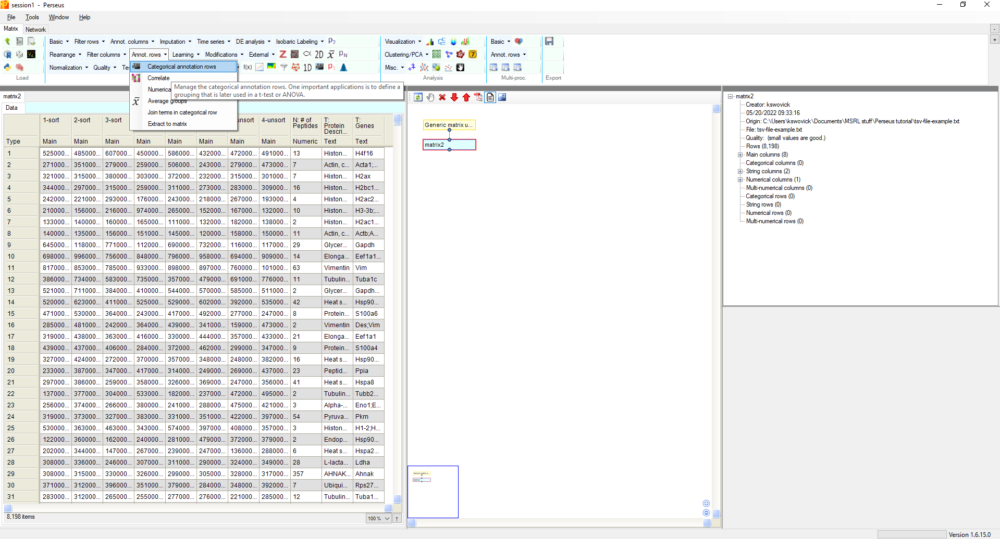 session1 - Perseus
File Tools Window Help
Matrix Network
Basic Filter rows Annot. columns Imputation Time series DE analysis Isobaric Labeling p2 Visualization Basic
Rearrange Filter columns Annot. rows Learning Modifications External Z 2D x̅ pN Clustering/PCA 7 Annot. rows
Normalization Quality f(x) 1D p1 Misc.
Load Analysis Multi-proc. Export
Categorical annotation rows
Correlate
Average groups
Join terms in categorical row
Extract to matrix
Manage the categorical annotation rows. One important applications is to define a
grouping that is later used in a t-test or ANOVA.
matrix2
Data
1-sort 2-sort 3-sort 4-unsort N: # of Peptides T: Protein Descri... T: Genes
Type Main Main Main Main Main Main Main Main Numeric Text Text
1 525000... 485000... 607000... 450000... 586000... 432000... 472000... 491000... 13 Histon... H4f16
2 271000... 351000... 279000... 259000... 506000... 243000... 279000... 473000... 7 Actin, c... Acta1;...
3 321000... 315000... 380000... 303000... 372000... 232000... 315000... 301000... 7 Histon... H2ax
4 344000... 297000... 315000... 259000... 311000... 273000... 283000... 309000... 16 Histon... H2bc1...
5 242000... 221000... 293000... 176000... 243000... 218000... 267000... 193000... 4 Histon... H2ac2...
6 210000... 156000... 216000... 974000... 265000... 152000... 167000... 132000... 10 Histon... H3-3b;...
7 133000... 140000... 160000... 165000... 111000... 132000... 182000... 138000... 2 Histon... H2ac1...
8 140000... 135000... 156000... 151000... 145000... 120000... 158000... 150000... 11 Actin, c... Actb;A...
9 645000... 118000... 771000... 112000... 690000... 732000... 116000... 117000... 29 Glycer... Gapdh
10 698000... 996000... 756000... 848000... 796000... 958000... 694000... 909000... 14 Elonga... Eef1a1...
11 817000... 853000... 785000... 933000... 898000... 897000... 760000... 101000... 63 Vimentin Vim
12 386000... 734000... 583000... 735000... 357000... 479000... 691000... 776000... 11 Tubulin... Tuba1c
13 521000... 711000... 384000... 410000... 544000... 570000... 585000... 511000... 2 Glycer... Gapdh...
14 520000... 623000... 411000... 525000... 529000... 602000... 392000... 535000... 42 Heat s... Hsp90...
15 471000... 530000... 364000... 243000... 417000... 492000... 277000... 247000... 8 Protein... S100a6
16 285000... 481000... 242000... 364000... 439000... 341000... 159000... 473000... 2 Vimentin Des;Vim
17 319000... 438000... 363000... 416000... 330000... 444000... 357000... 433000... 21 Elonga... Eef1a1
18 439000... 437000... 406000... 284000... 372000... 462000... 299000... 347000... 9 Protein... S100a4
19 327000... 424000... 272000... 370000... 357000... 348000... 248000... 382000... 16 Heat s... Hsp90...
20 233000... 387000... 347000... 417000... 314000... 249000... 269000... 437000... 23 Peptid... Ppia
21 297000... 386000... 259000... 358000... 326000... 369000... 247000... 356000... 41 Heat s... Hspa8
22 137000... 377000... 304000... 533000... 182000... 237000... 472000... 495000... 2 Tubulin... Tubb2...
23 256000... 374000... 266000... 380000... 241000... 288000... 475000... 421000... 3 Alpha-... Eno1;E...
24 319000... 373000... 327000... 383000... 331000... 351000... 422000... 397000... 54 Pyruva... Pkm
25 530000... 363000... 463000... 343000... 574000... 397000... 408000... 357000... 3 Histon... H1-2;H...
26 122000... 360000... 162000... 240000... 281000... 479000... 372000... 379000... 2 Endop... Hsp90...
27 202000... 344000... 147000... 267000... 239000... 247000... 136000... 288000... 6 Heat s... Hspa2...
28 308000... 336000... 246000... 307000... 311000... 290000... 324000... 349000... 28 L-lacta... Ldha
29 308000... 315000... 330000... 326000... 299000... 305000... 328000... 317000... 357 AHNAK... Ahnak
30 371000... 312000... 396000... 351000... 379000... 284000... 348000... 392000... 7 Ubiqui... Rps27...
31 283000... 312000... 265000... 255000... 277000... 276000... 221000... 285000... 12 Tubulin... Tuba1...
8,198 items 100 %
Generic matrix u...
matrix2
matrix2
Creator: kswovick
05/20/2022 09:33:16
Origin: C:\Users\kswovick\Documents\MSRL stuff\Perseus tutorial\tsv-file-example.txt
File: tsv-file-example.txt
Quality: (small values are good.)
Rows (8,198)
Main columns (8)
Categorical columns (0)
String columns (2)
Numerical columns (1)
Multi-numerical columns (0)
Categorical rows (0)
String rows (0)
Numerical rows (0)
Multi-numerical rows (0)
Version 1.6.15.0